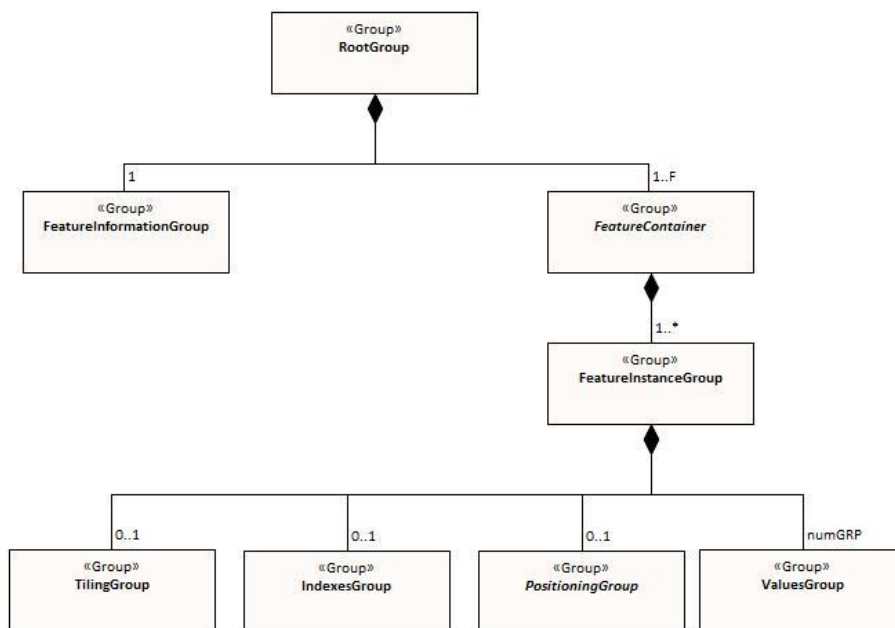 «Group»
RootGroup
1
1..F
«Group»
FeatureInformationGroup
«Group»
FeatureContainer
1..*
«Group»
FeatureInstanceGroup
0..1
0..1
0..1
numGRP
«Group»
TilingGroup
«Group»
IndexesGroup
«Group»
PositioningGroup
«Group»
ValuesGroup